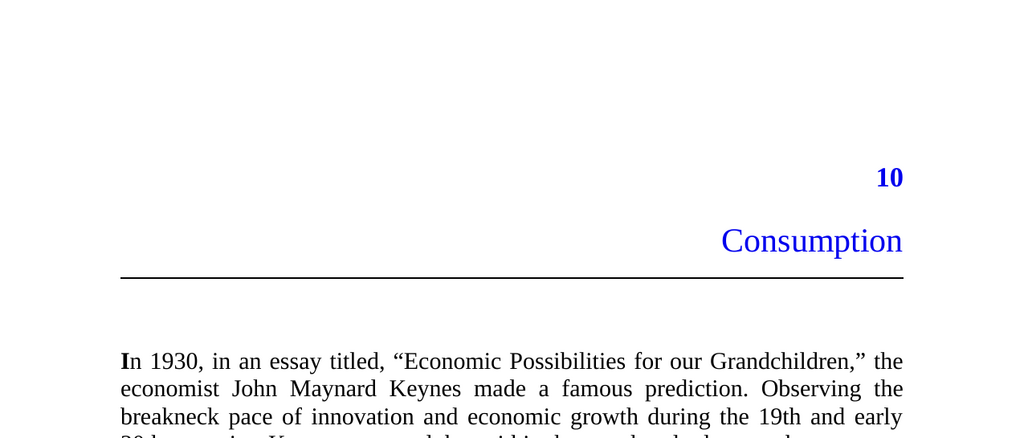 10
Consumption
In 1930, in an essay titled, “Economic Possibilities for our Grandchildren,” the
economist John Maynard Keynes made a famous prediction. Observing the
breakneck pace of innovation and economic growth during the 19th and early